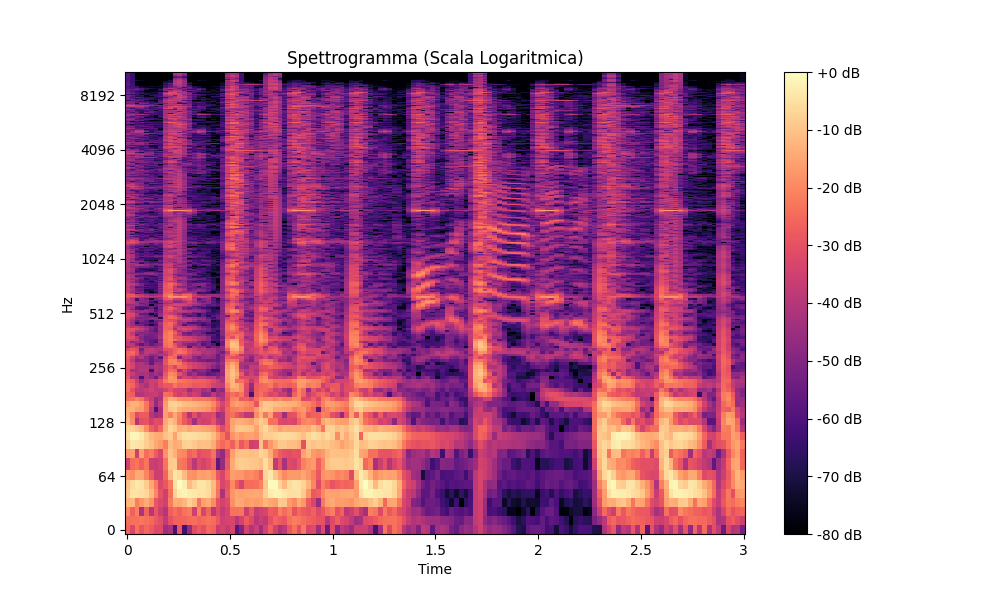 Spettrogramma (Scala Logaritmica)
Hz
8192
4096
2048
1024
512
256
128
64
0
0 0.5 1 1.5 2 2.5 3
Time
+0 dB
-10 dB
-20 dB
-30 dB
-40 dB
-50 dB
-60 dB
-70 dB
-80 dB